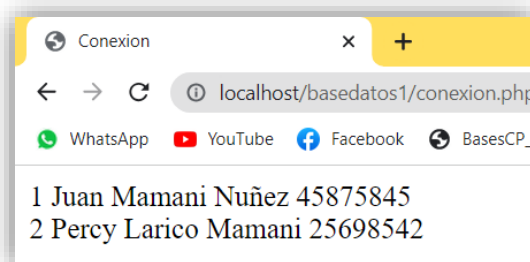 Conexion
localhost/basedatos1/conexion.php
WhatsApp YouTube Facebook BasesCP_
1 Juan Mamani Nuñez 45875845
2 Percy Larico Mamani 25698542